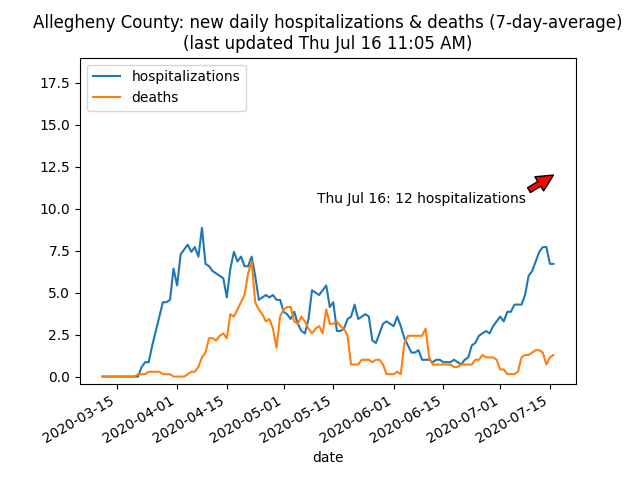 Allegheny County: new daily hospitalizations & deaths (7-day-average)
(last updated Thu Jul 16 11:05 AM)
hospitalizations
deaths
17.5
15.0
12.5
10.0
7.5
5.0
2.5
0.0
Thu Jul 16: 12 hospitalizations
2020-03-15
2020-04-01
2020-04-15
2020-05-01
2020-05-15
2020-06-01
2020-06-15
2020-07-01
2020-07-15
date